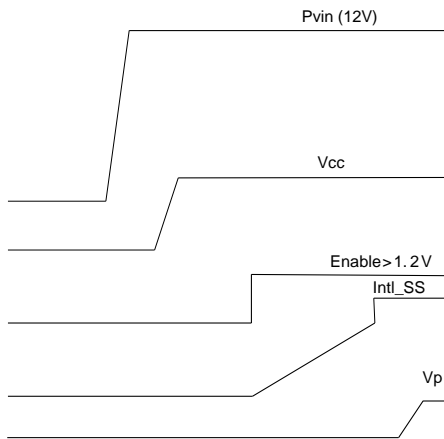 Pvin (12V)
Vcc
Enable>1.2V
Intl_SS
Vp